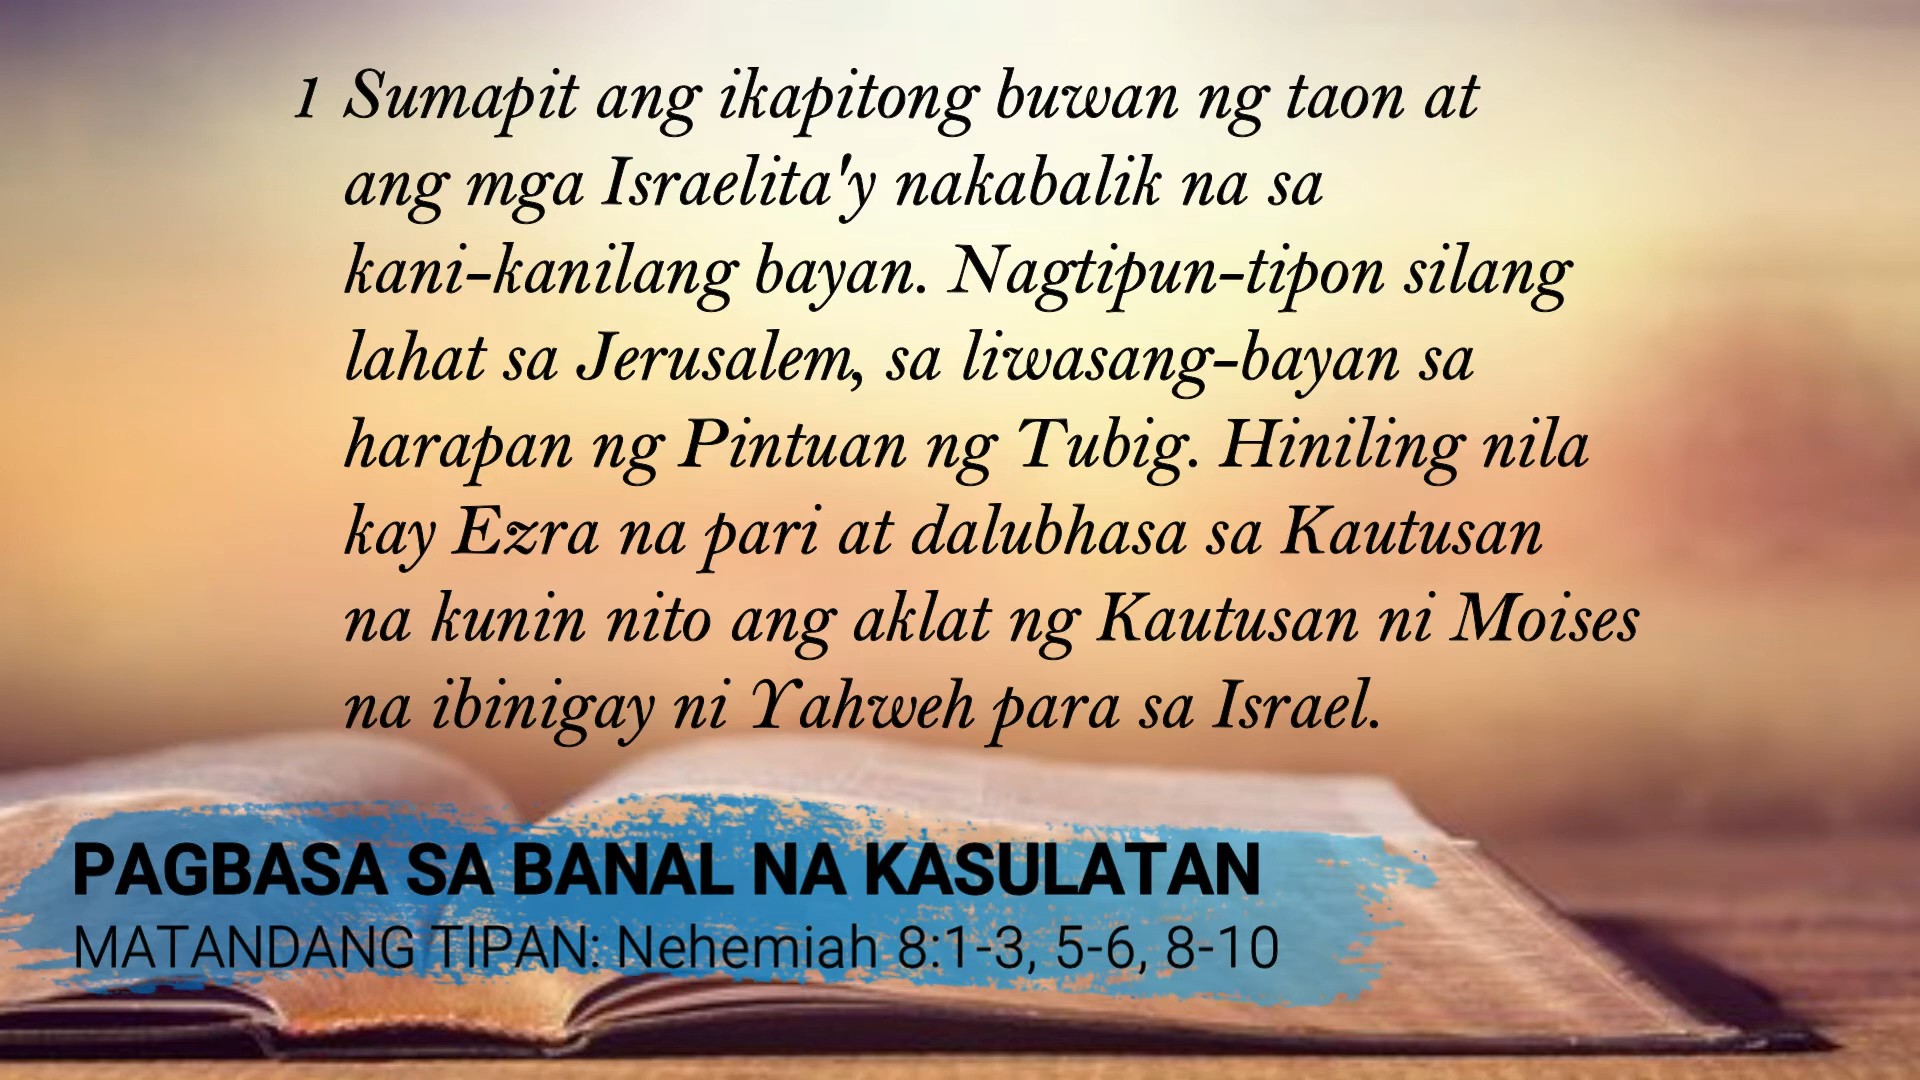 1 Sumapit ang ikapitong buwan ng taon at
ang mga Israelita'y nakabalik na sa
kani-kanilang bayan. Nagtipun-tipon silang
lahat sa Jerusalem, sa liwasang-bayan sa
harapan ng Pintuan ng Tubig. Hiniling nila
kay Ezra na pari at dalubhasa sa Kautusan
na kunin nito ang aklat ng Kautusan ni Moises
na ibinigay ni Yahweh para sa Israel.
PAGBASA SA BANAL NA KASULATAN
MATANDANG TIPAN: Nehemiah 8:1-3, 5-6, 8-10